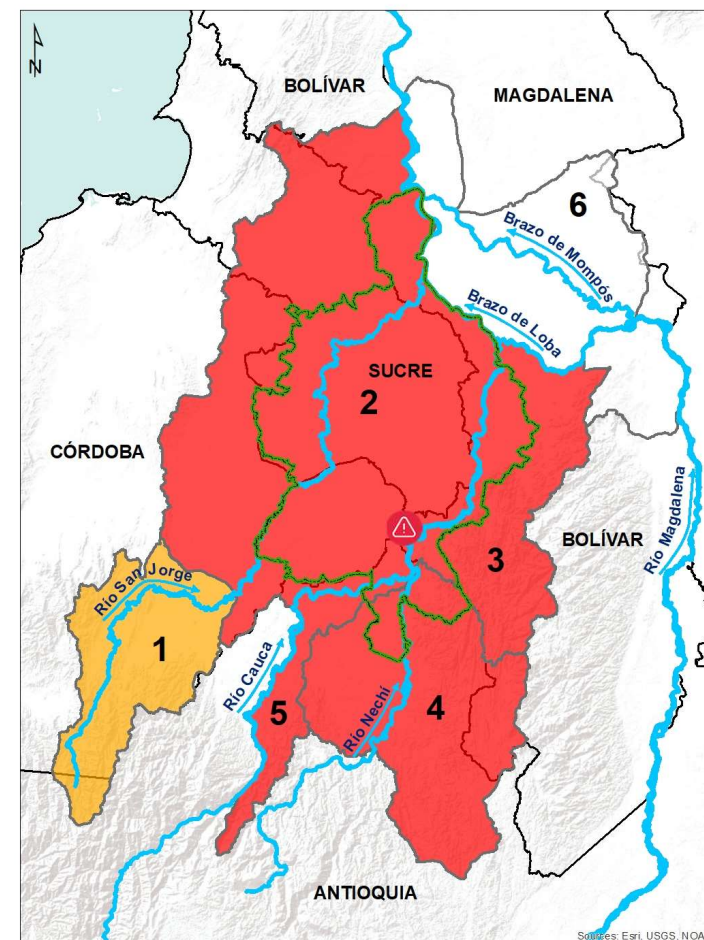 N
BOLÍVAR
MAGDALENA
6
Brazo de Mompós
Brazo de Loba
SUCRE
2
CÓRDOBA
Río Magdalena
BOLÍVAR
3
Río San Jorge
1
Río Cauca
5
Río Nechí
4
ANTIOQUIA
Sources: Esri, USGS, NOA